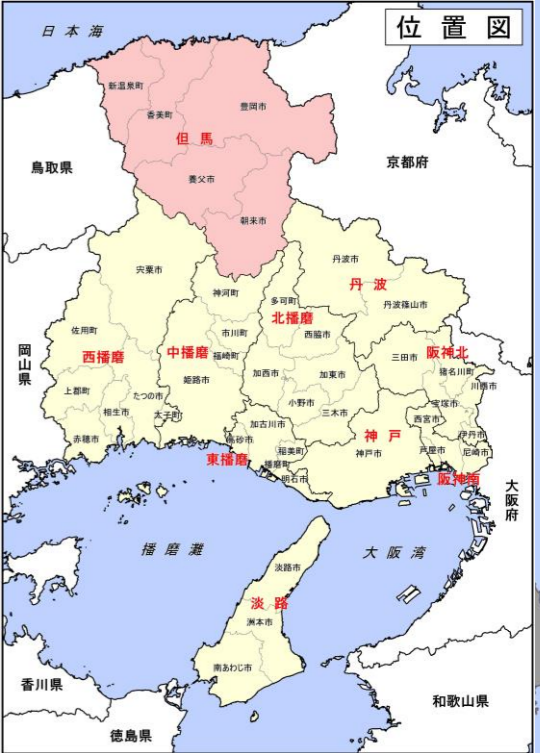 位置図
日本海
新温泉町
香美町
豊岡市
但馬
鳥取県
京都府
養父市
朝来市
宍粟市
丹波市
丹波
神河町
多可町
丹波篠山市
北播磨
佐用町
市川町
西脇市
岡山県
西播磨
中播磨
福崎町
三田市
阪神北
猪名川町
加西市
加東市
姫路市
川西市
上郡町
たつの市
相生市
太子町
小野市
三木市
宝塚市
加古川市
西宮市
赤穂市
高砂市
神戸
伊丹市
稲美町
神戸市
芦屋市
尼崎市
東播磨
播磨町
明石市
阪神南
大阪府
播磨灘
大阪湾
淡路市
淡路
洲本市
南あわじ市
香川県
和歌山県
徳島県